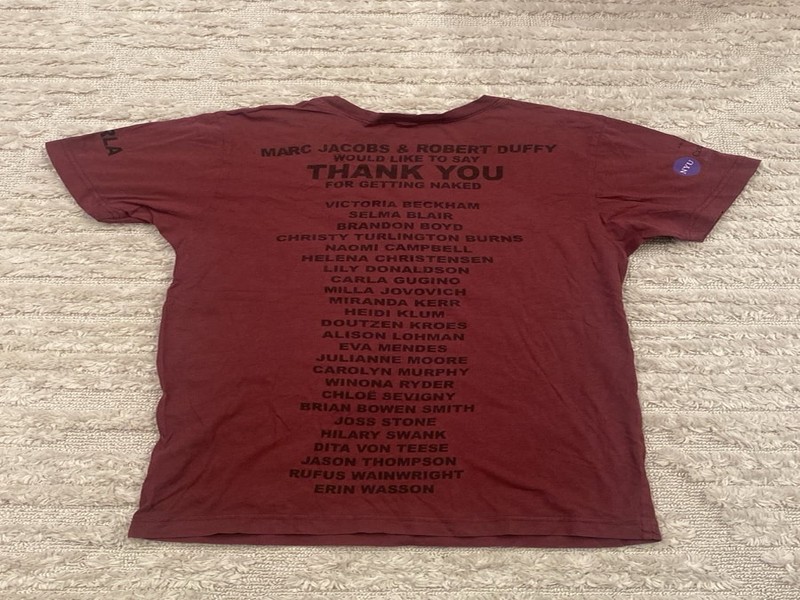 RLA
MARC JACOBS & ROBERT DUFFY
WOULD LIKE TO SAY
THANK YOU
FOR GETTING NAKED
VICTORIA BECKHAM
SELMA BLAIR
BRANDON BOYD
CHRISTY TURLINGTON BURNS
NAOMI CAMPBELL
HELENA CHRISTENSEN
LILY DONALDSON
CARLA GUGINO
MILLA JOVOVICH
MIRANDA KERR
HEIDI KLUM
DOUTZEN KROES
ALISON LOHMAN
EVA MENDES
JULIANNE MOORE
CAROLYN MURPHY
WINONA RYDER
CHLOË SEVIGNY
BRIAN BOWEN SMITH
JOSS STONE
HILARY SWANK
DITA VON TEESE
JASON THOMPSON
RUFUS WAINWRIGHT
ERIN WASSON
NYU